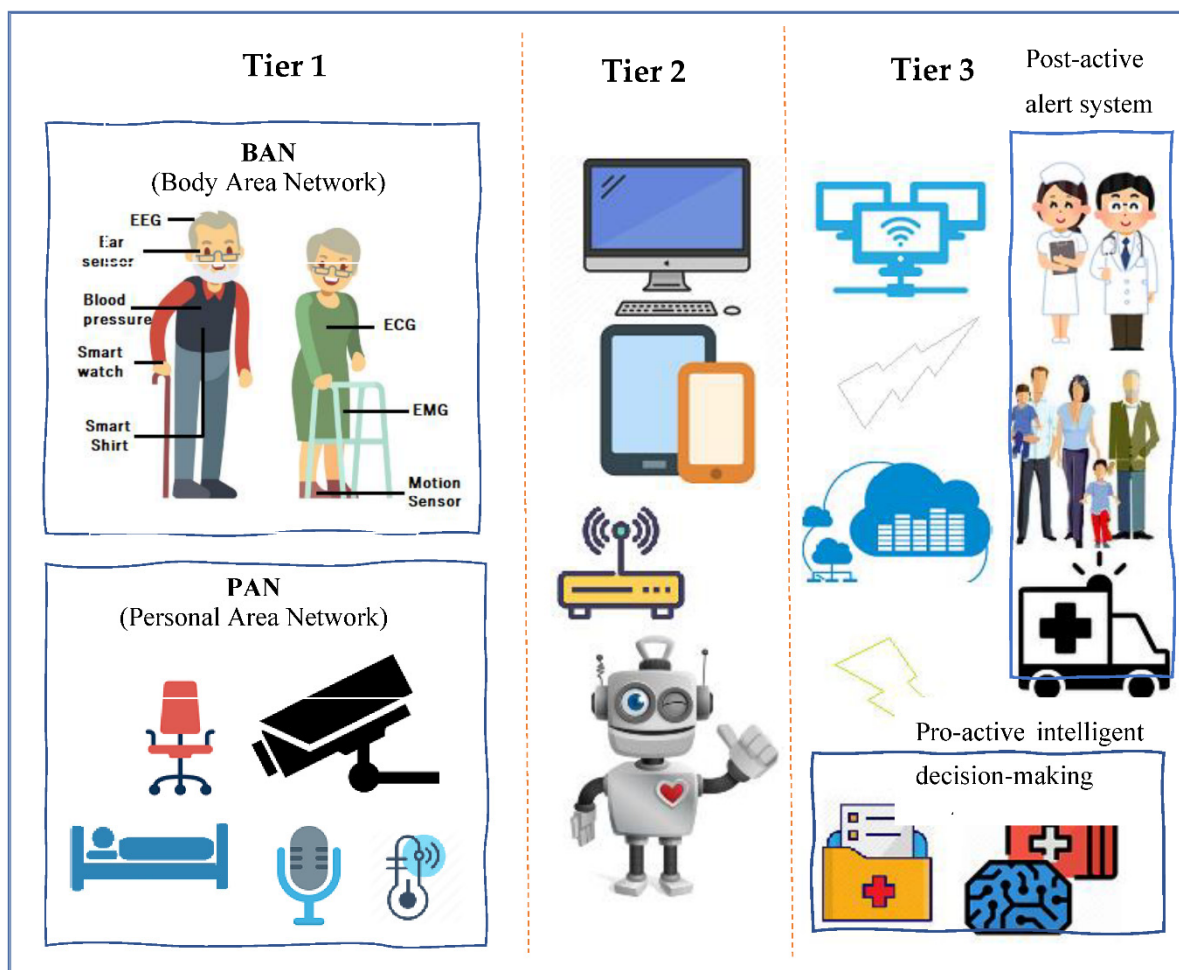 Tier 1
BAN
(Body Area Network)
EEG
Ear
sensor
Blood
pressure
Smart
watch
Smart
Shirt
ECG
EMG
Motion
Sensor
PAN
(Personal Area Network)
Tier 2
Tier 3
Post-active
alert system
Pro-active intelligent
decision-making